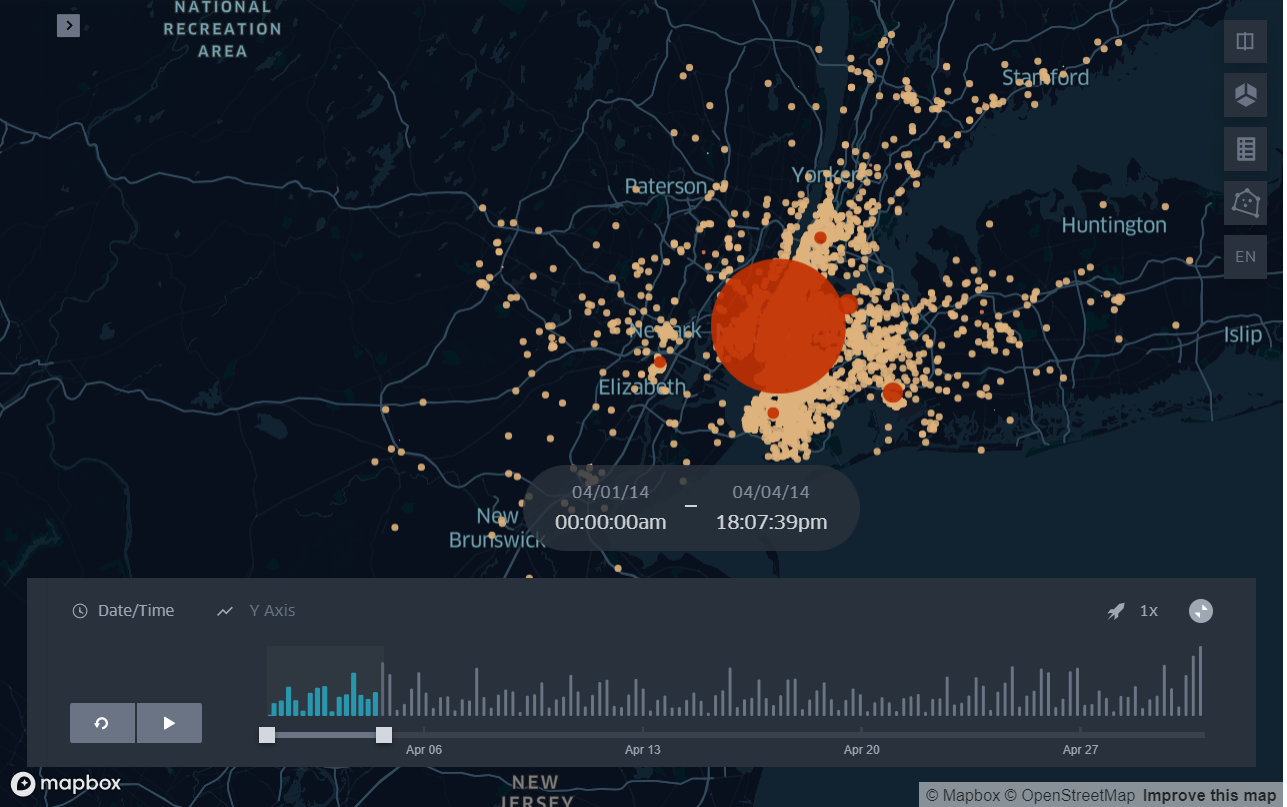 NATIONAL
RECREATION
AREA
Stamford
Paterson
Yonkers
Huntington
EN
Newark
Islip
Elizabeth
04/01/14
00:00:00am
–
04/04/14
18:07:39pm
New
Brunswick
Date/Time
Y Axis
1x
Apr 06
Apr 13
Apr 20
Apr 27
NEW
JERSEY
mapbox
© Mapbox © OpenStreetMap Improve this map